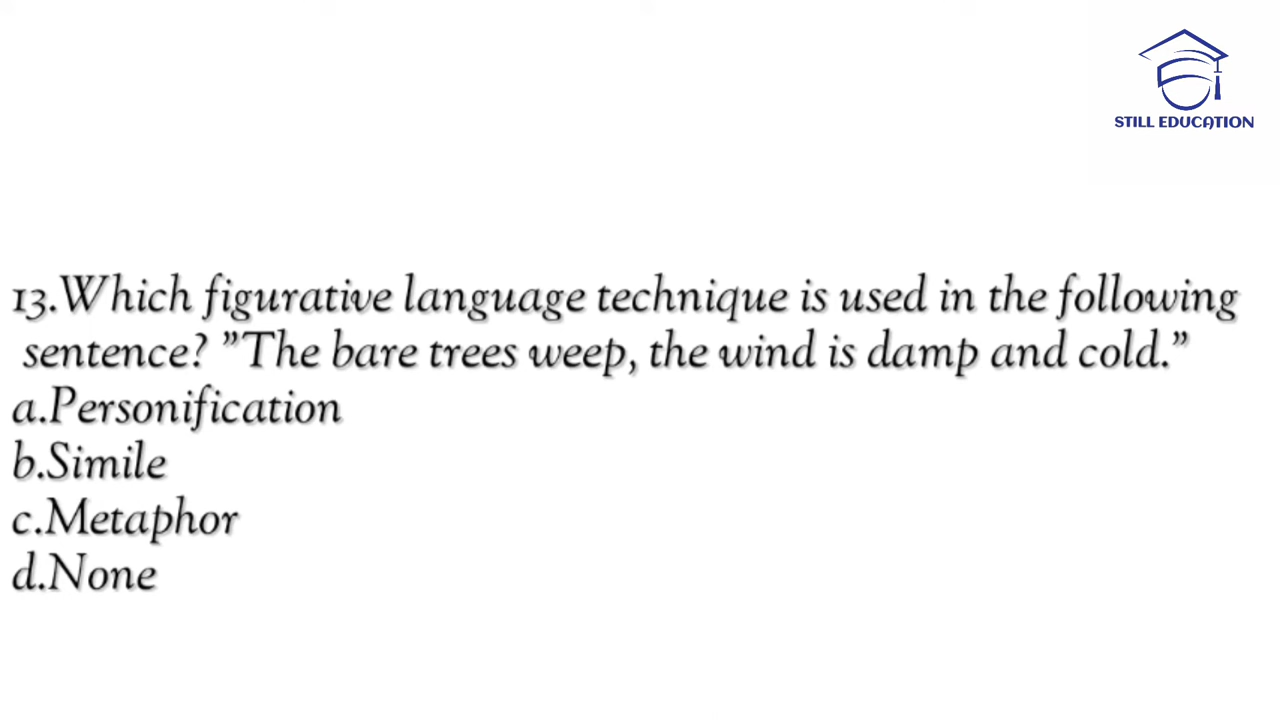 STILL EDUCATION
13.Which figurative language technique is used in the following
sentence? ”The bare trees weep, the wind is damp and cold.”
a.Personification
b.Simile
c.Metaphor
d.None